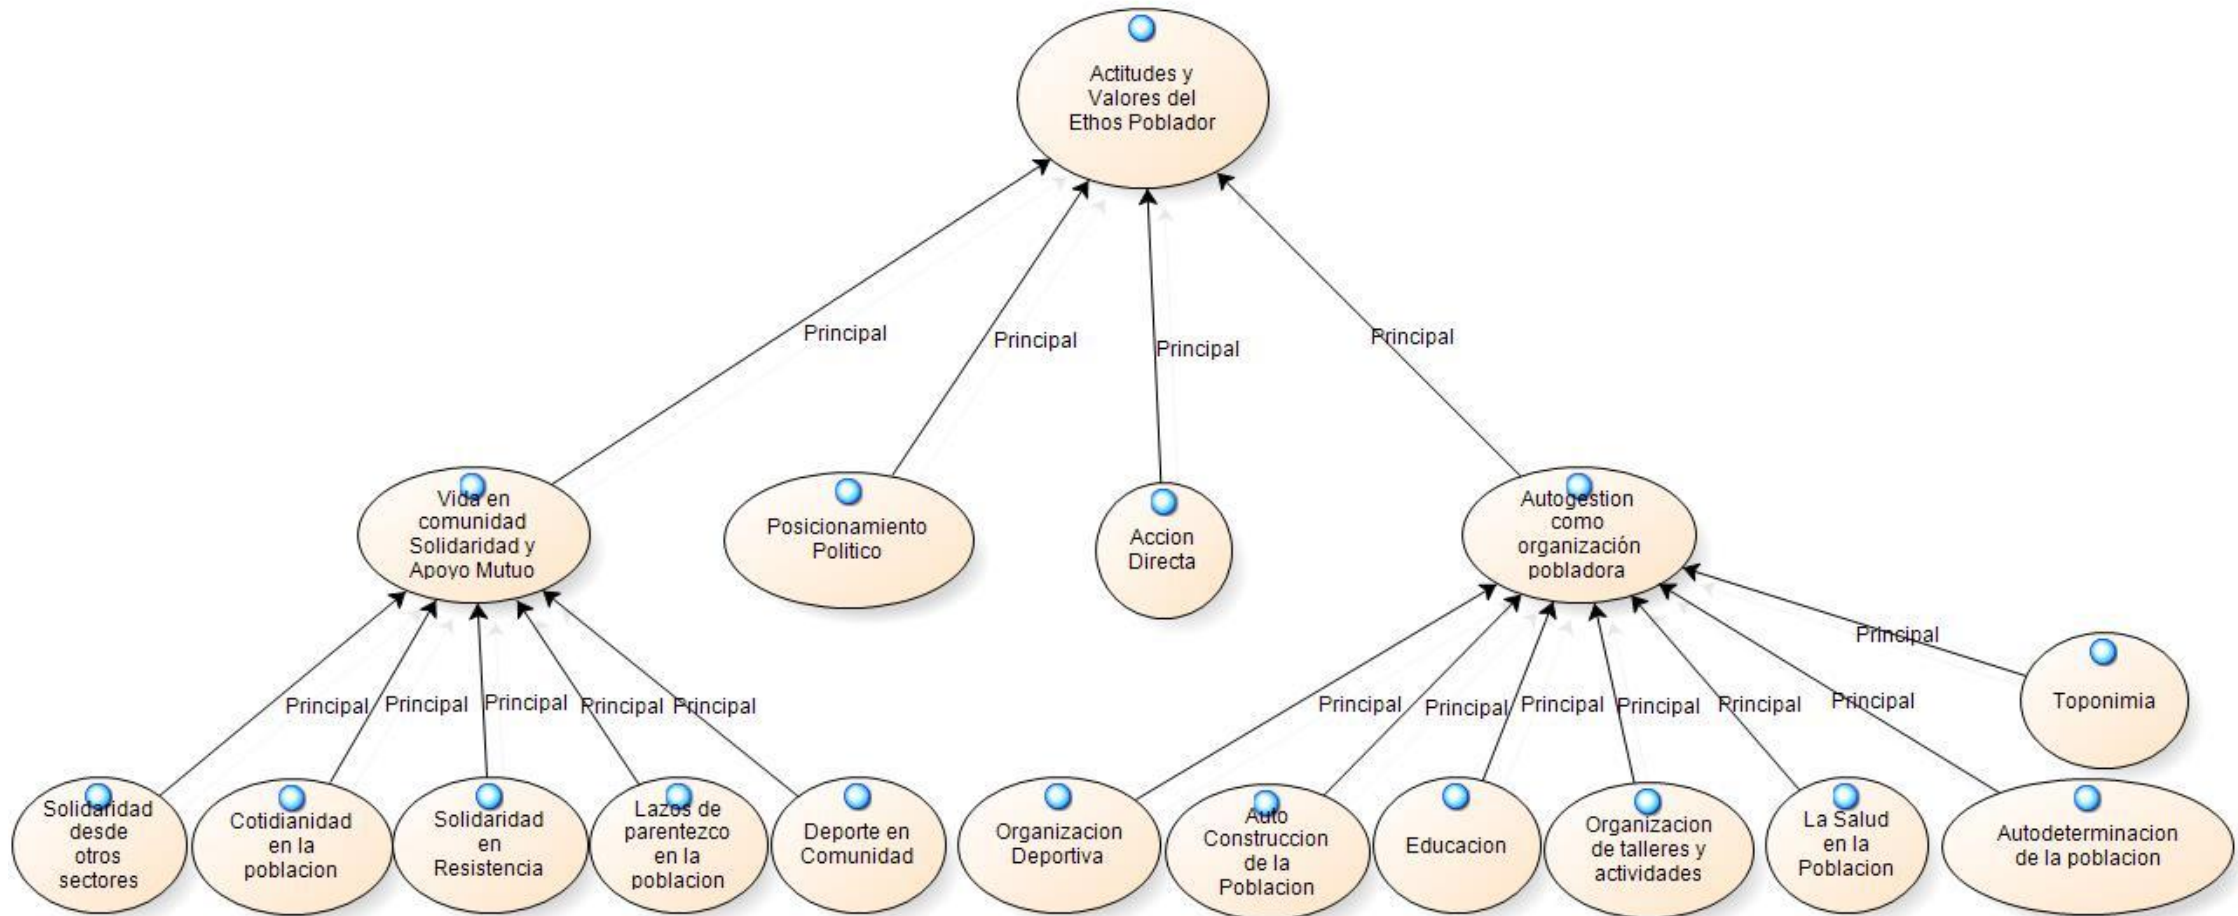 Actitudes y
Valores del
Ethos Poblador
Principal
Principal
Principal
Principal
Vida en
comunidad
Solidaridad y
Apoyo Mutuo
Posicionamiento
Politico
Accion
Directa
Autogestion
como
organización
pobladora
Principal
Principal
Principal
Principal
Principal
Principal
Principal
Principal
Principal
Principal
Principal
Principal
Toponimia
Solidaridad
desde
otros
sectores
Cotidianidad
en la
poblacion
Solidaridad
en
Resistencia
Lazos de
parentezco
en la
poblacion
Deporte en
Comunidad
Organizacion
Deportiva
Auto
Construccion
de la
Poblacion
Educacion
Organizacion
de talleres y
actividades
La Salud
en la
Poblacion
Autodeterminacion
de la poblacion